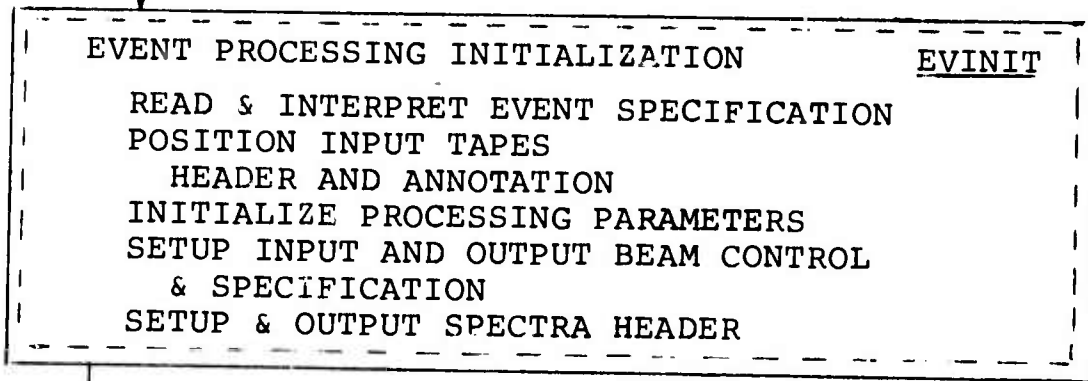 EVENT PROCESSING INITIALIZATION EVINIT
READ & INTERPRET EVENT SPECIFICATION
POSITION INPUT TAPES
HEADER AND ANNOTATION
INITIALIZE PROCESSING PARAMETERS
SETUP INPUT AND OUTPUT BEAM CONTROL
& SPECIFICATION
SETUP & OUTPUT SPECTRA HEADER